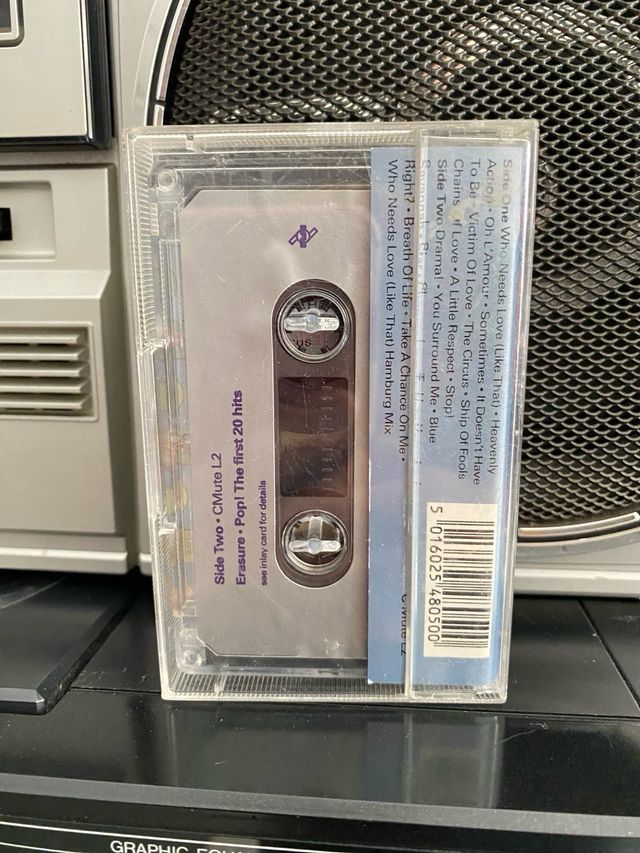 Side One Who Needs Love (Like That) • Heavenly
Action • Oh L'Amour • Sometimes • It Doesn't Have
To Be • Victim Of Love • The Circus • Ship Of Fools
Chains Of Love • A Little Respect • Stop!
Side Two Drama! • You Surround Me • Blue
Savannah •
Right? • Breath Of Life • Take A Chance On Me •
Who Needs Love (Like That) Hamburg Mix
C Mute L2
5 016025 480500
Side Two • CMute L2
Erasure • Pop! The first 20 hits
see inlay card for details
GRAPHIC